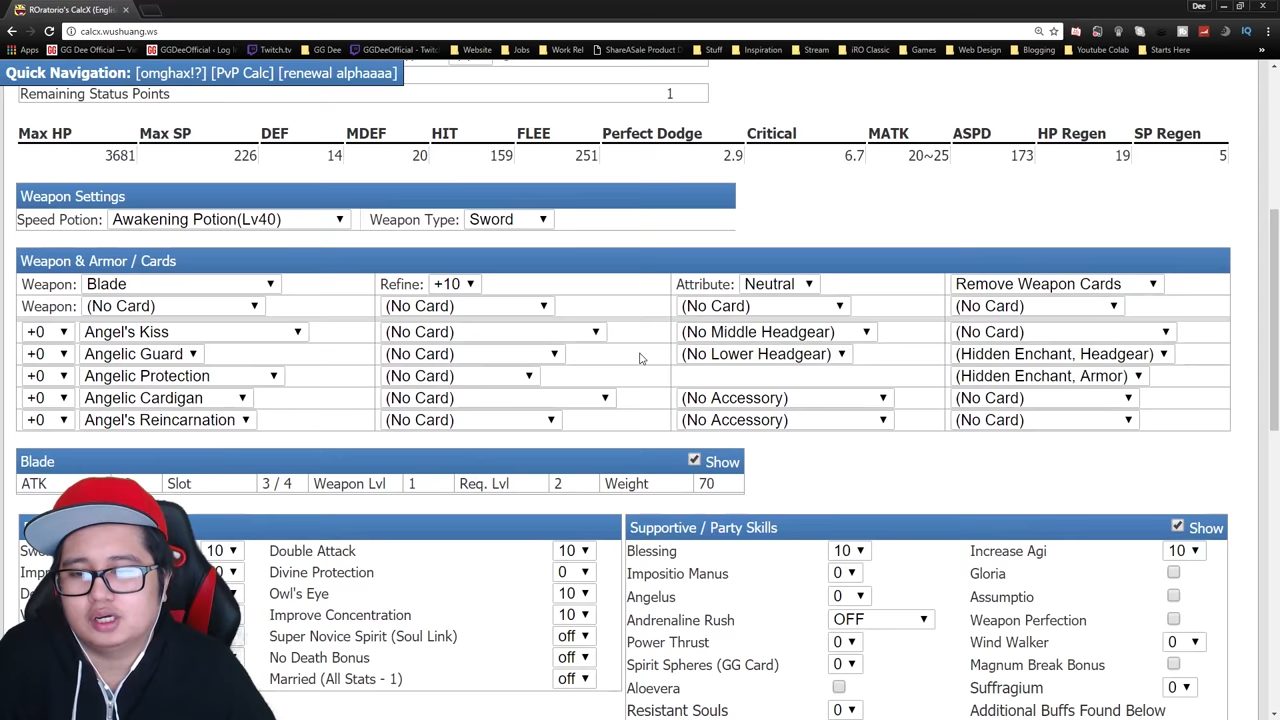 ROratorio's CalcX (Englis
Dee
calcx.wushuang.ws
Apps GG Dee Official — Vi GGDeeOfficial ‹ Log I Twitch.tv GG Dee GGDeeOfficial - Twit Website Jobs Work Rel ShareASale Product D Stuff Inspiration Stream iRO Classic Games Web Design Blogging Youtube Colab Starts Here
Quick Navigation: [omghax!?] [PvP Calc] [renewal alphaaaa]
Remaining Status Points 1
Max HP Max SP DEF MDEF HIT FLEE Perfect Dodge Critical MATK ASPD HP Regen SP Regen
3681 226 14 20 159 251 2.9 6.7 20~25 173 19 5
Weapon Settings
Speed Potion: Awakening Potion(Lv40) Weapon Type: Sword
Weapon & Armor / Cards
Weapon: Blade Refine: +10 Attribute: Neutral Remove Weapon Cards
Weapon: (No Card) (No Card) (No Card) (No Card)
+0 Angel's Kiss (No Card) (No Middle Headgear) (No Card)
+0 Angelic Guard (No Card) (No Lower Headgear) (Hidden Enchant, Headgear)
+0 Angelic Protection (No Card) (Hidden Enchant, Armor)
+0 Angelic Cardigan (No Card) (No Accessory) (No Card)
+0 Angel's Reincarnation (No Card) (No Accessory) (No Card)
Blade Show
ATK Slot 3 / 4 Weapon Lvl 1 Req. Lvl 2 Weight 70
Supportive / Party Skills Show
10 Double Attack 10 Blessing 10 Increase Agi 10
Divine Protection 0 Impositio Manus 0 Gloria
Owl's Eye 10 Angelus 0 Assumptio
Improve Concentration 10 Andrenaline Rush OFF Weapon Perfection
Super Novice Spirit (Soul Link) off Power Thrust 0 Wind Walker 0
No Death Bonus off Spirit Spheres (GG Card) 0 Magnum Break Bonus
Married (All Stats - 1) off Aloevera Suffragium 0
Resistant Souls 0 Additional Buffs Found Below